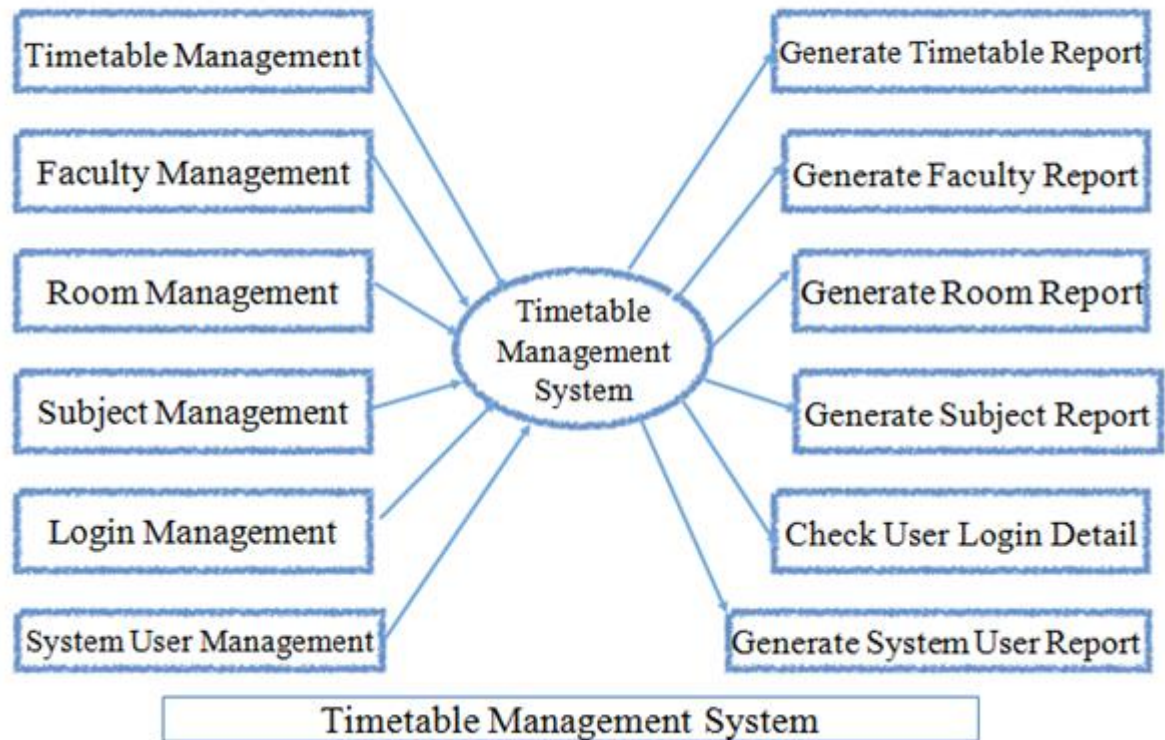 Timetable Management
Faculty Management
Room Management
Subject Management
Login Management
System User Management
Timetable
Management
System
Generate Timetable Report
Generate Faculty Report
Generate Room Report
Generate Subject Report
Check User Login Detail
Generate System User Report
Timetable Management System